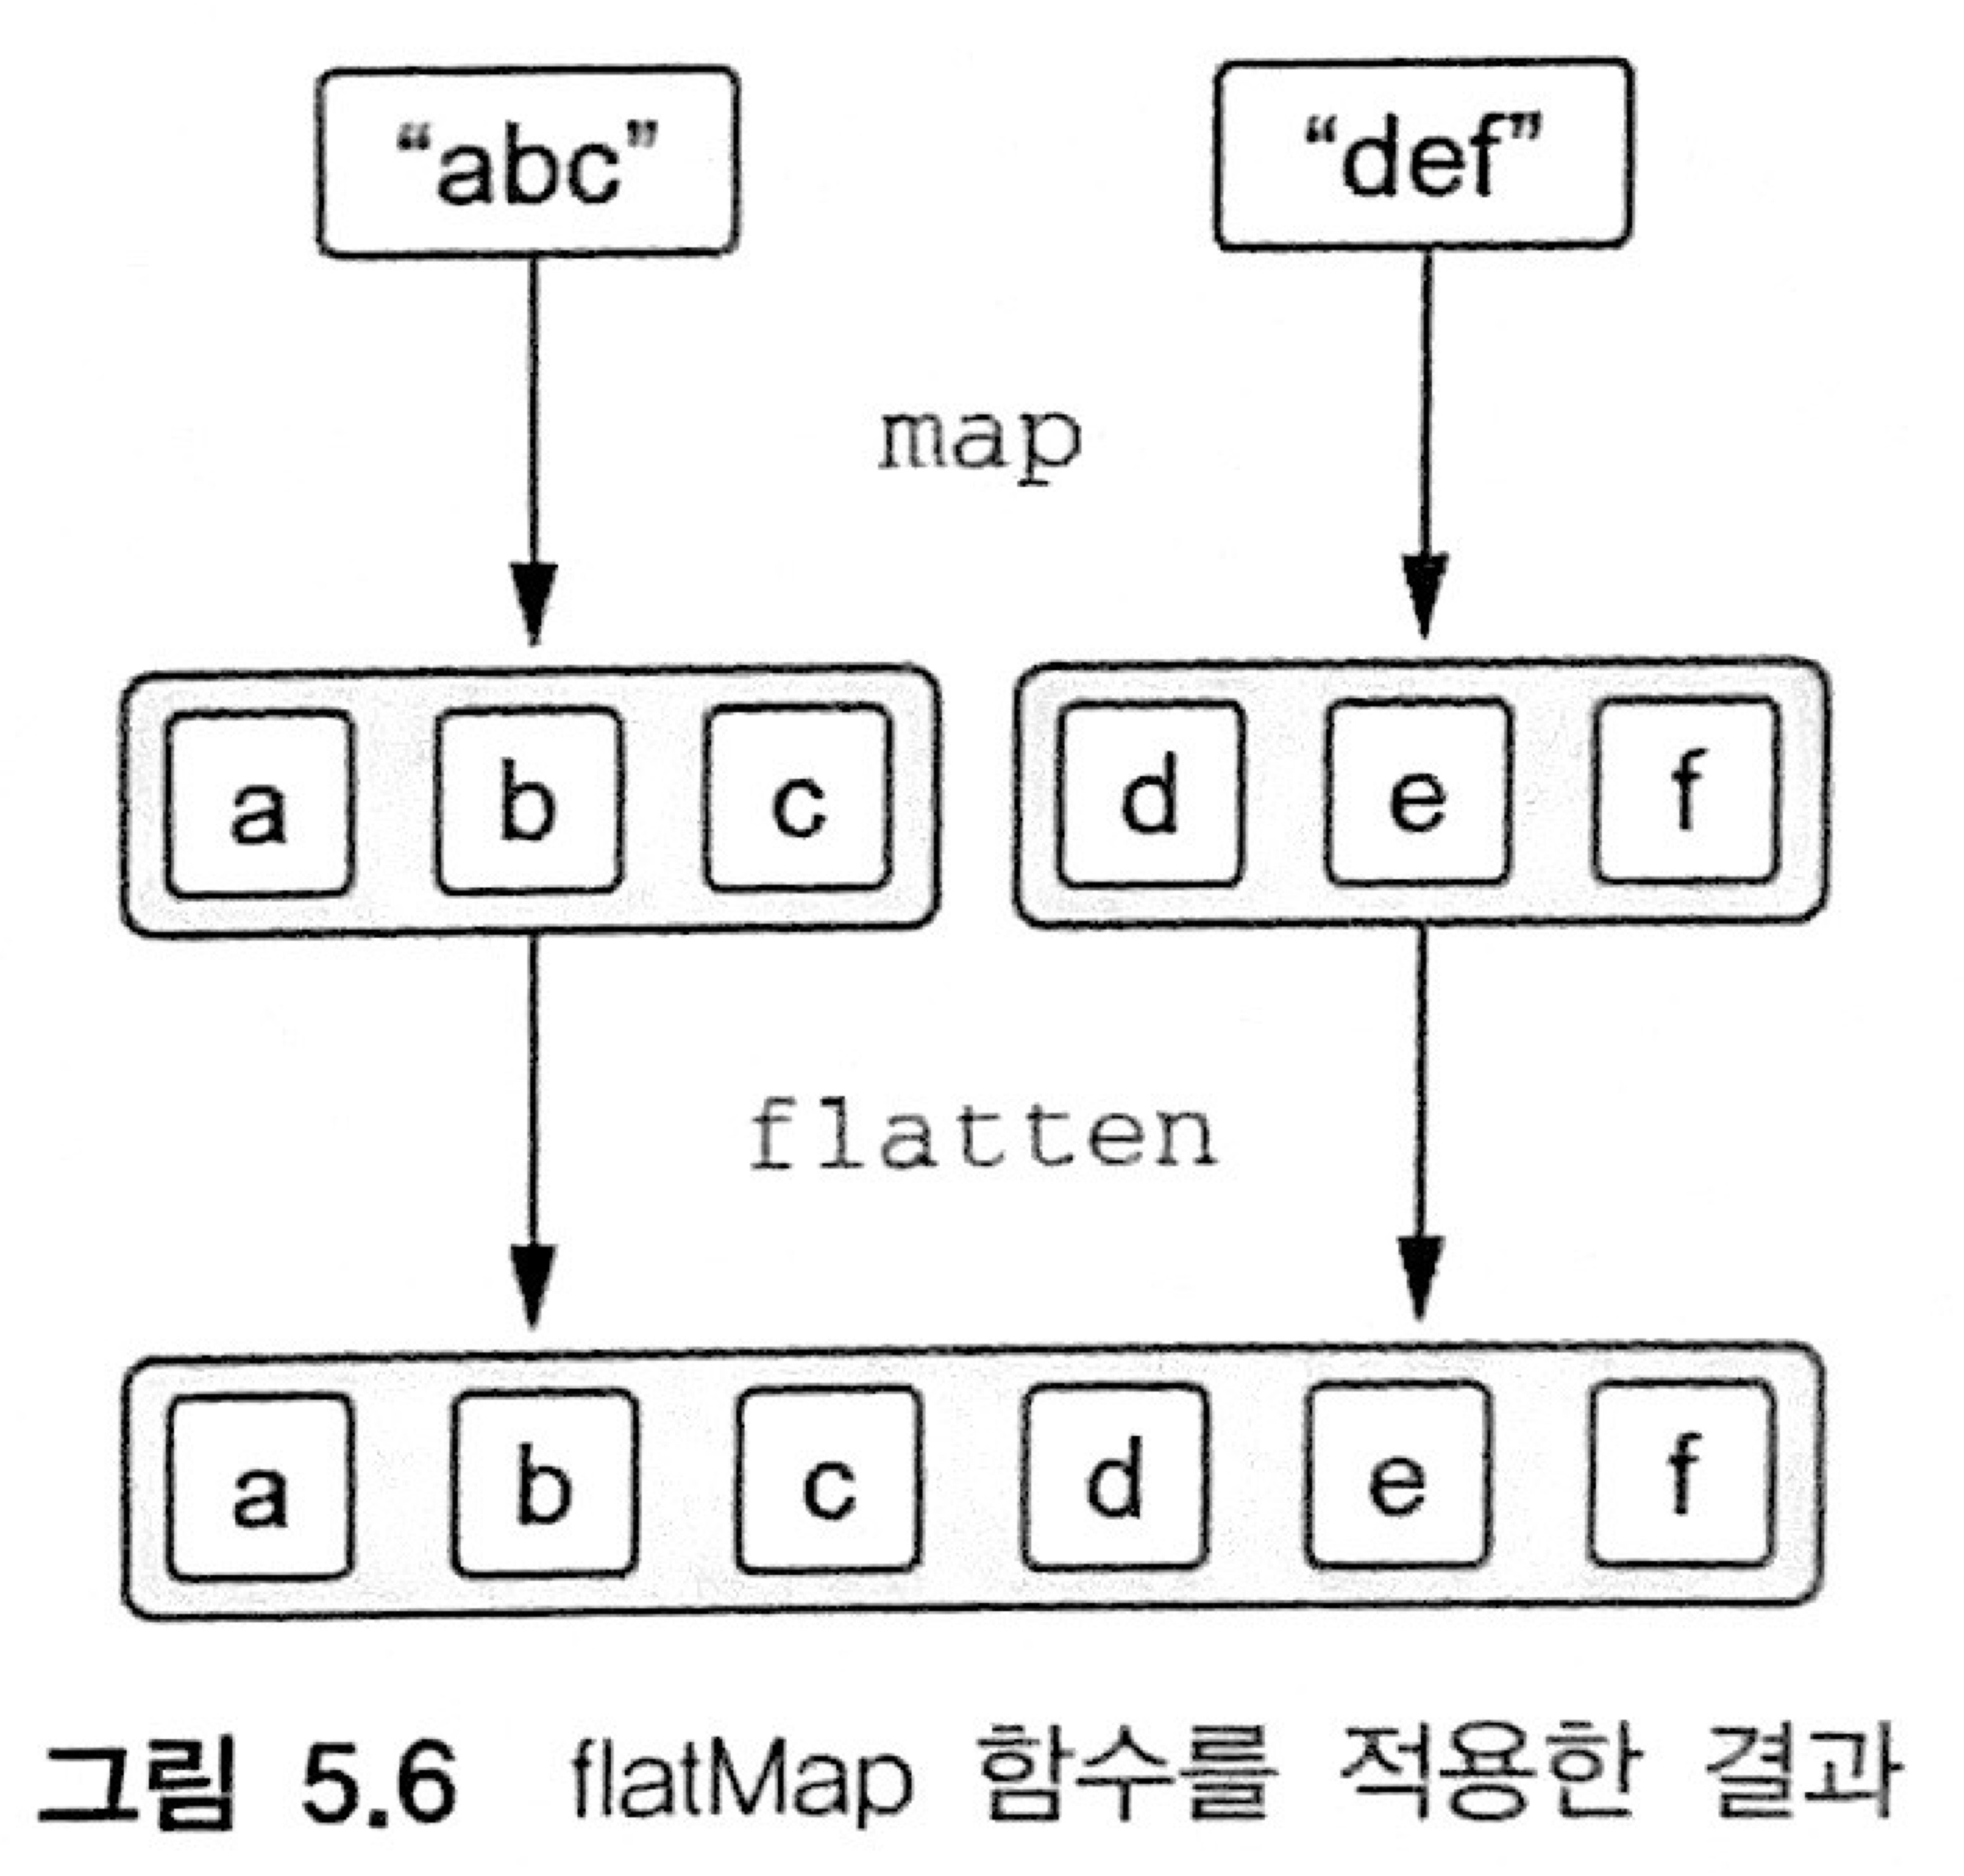 “abc” “def”
map
a b c d e f
flatten
a b c d e f
그림 5.6 flatMap 함수를 적용한 결과